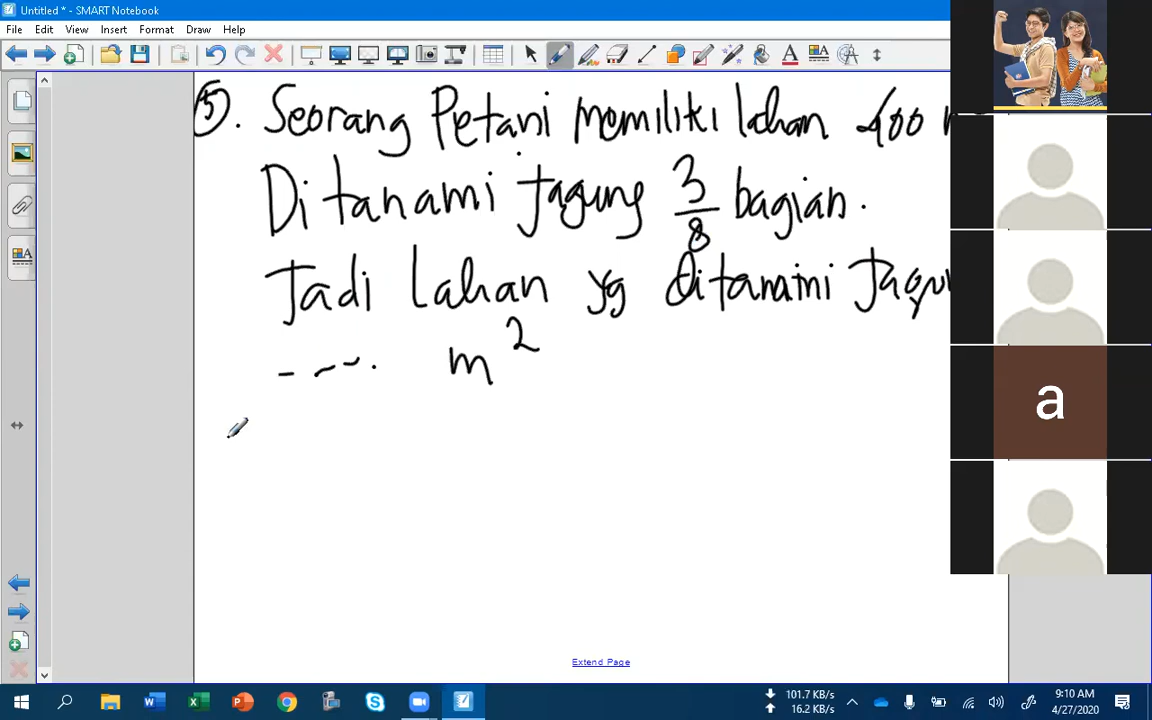 Untitled * - SMART Notebook
File Edit View Insert Format Draw Help
5. Seorang Petani memiliki lahan 400
Ditanami Jagung 3/8 bagian.
Jadi Lahan yg ditanami
---. m²
a
Extend Page
101.7 KB/s
16.2 KB/s
9:10 AM
4/27/2020